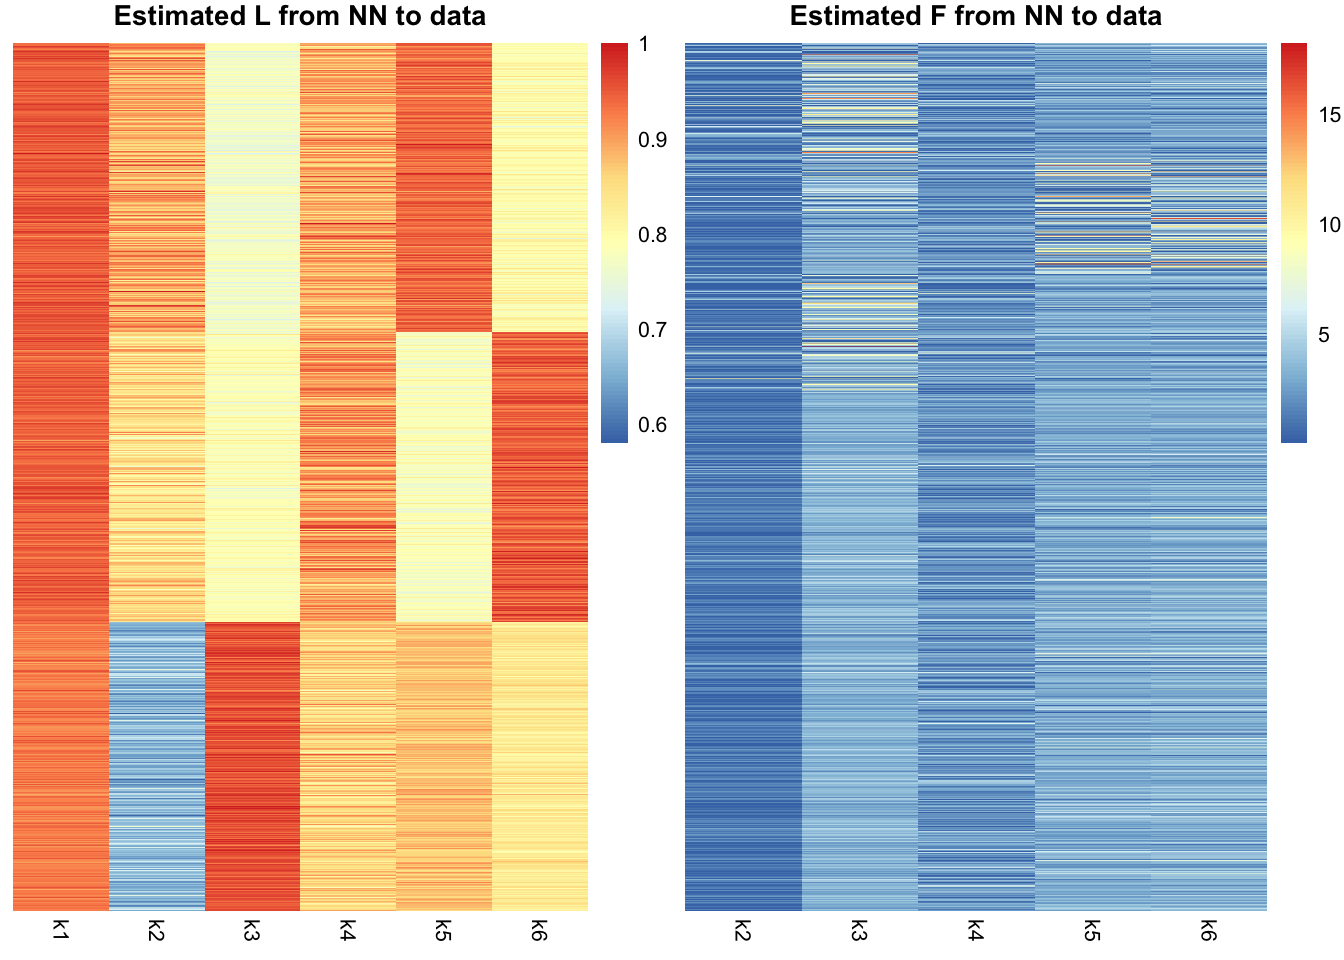 Estimated L from NN to data
1
0.9
0.8
0.7
0.6
k1
k2
k3
k4
k5
k6
Estimated F from NN to data
15
10
5
k2
k3
k4
k5
k6